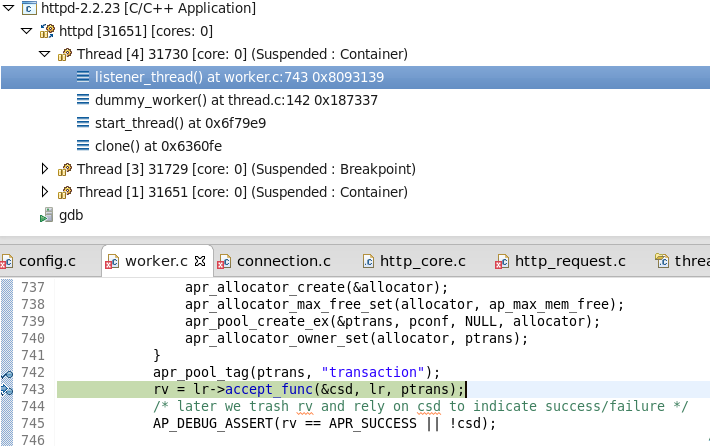 httpd-2.2.23 [C/C++ Application]
httpd [31651] [cores: 0]
Thread [4] 31730 [core: 0] (Suspended : Container)
listener_thread() at worker.c:743 0x8093139
dummy_worker() at thread.c:142 0x187337
start_thread() at 0x6f79e9
clone() at 0x6360fe
Thread [3] 31729 [core: 0] (Suspended : Breakpoint)
Thread [1] 31651 [core: 0] (Suspended : Container)
gdb
config.c worker.c connection.c http_core.c http_request.c threa
737 apr_allocator_create(&allocator);
738 apr_allocator_max_free_set(allocator, ap_max_mem_free);
739 apr_pool_create_ex(&ptrans, pconf, NULL, allocator);
740 apr_allocator_owner_set(allocator, ptrans);
741 }
742 apr_pool_tag(ptrans, "transaction");
743 rv = lr->accept_func(&csd, lr, ptrans);
744 /* later we trash rv and rely on csd to indicate success/failure */
745 AP_DEBUG_ASSERT(rv == APR_SUCCESS || !csd);
746